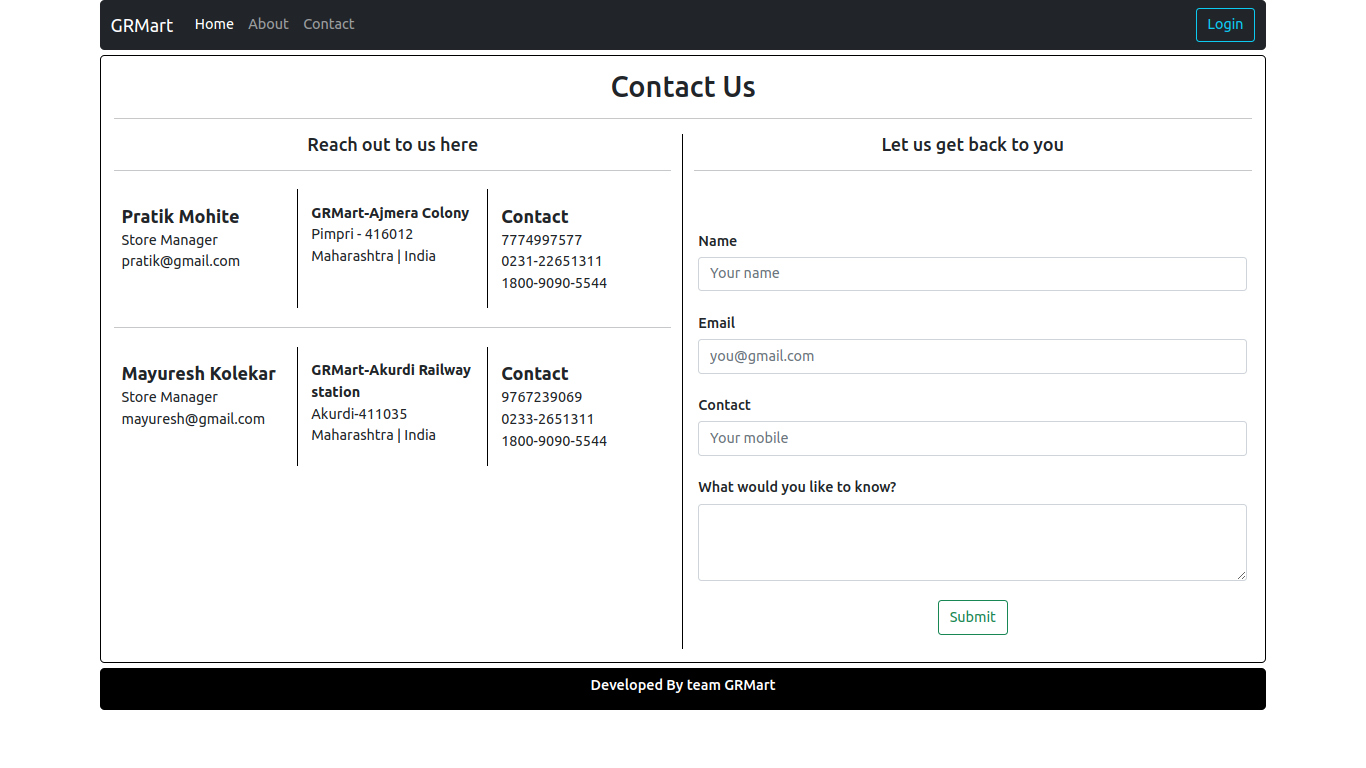 GRMart Home About Contact Login
Contact Us
Reach out to us here
Pratik Mohite
Store Manager
pratik@gmail.com
GRMart-Ajmera Colony
Pimpri - 416012
Maharashtra | India
Contact
7774997577
0231-22651311
1800-9090-5544
Mayuresh Kolekar
Store Manager
mayuresh@gmail.com
GRMart-Akurdi Railway
station
Akurdi-411035
Maharashtra | India
Contact
9767239069
0233-2651311
1800-9090-5544
Let us get back to you
Name
Your name
Email
you@gmail.com
Contact
Your mobile
What would you like to know?
Submit
Developed By team GRMart